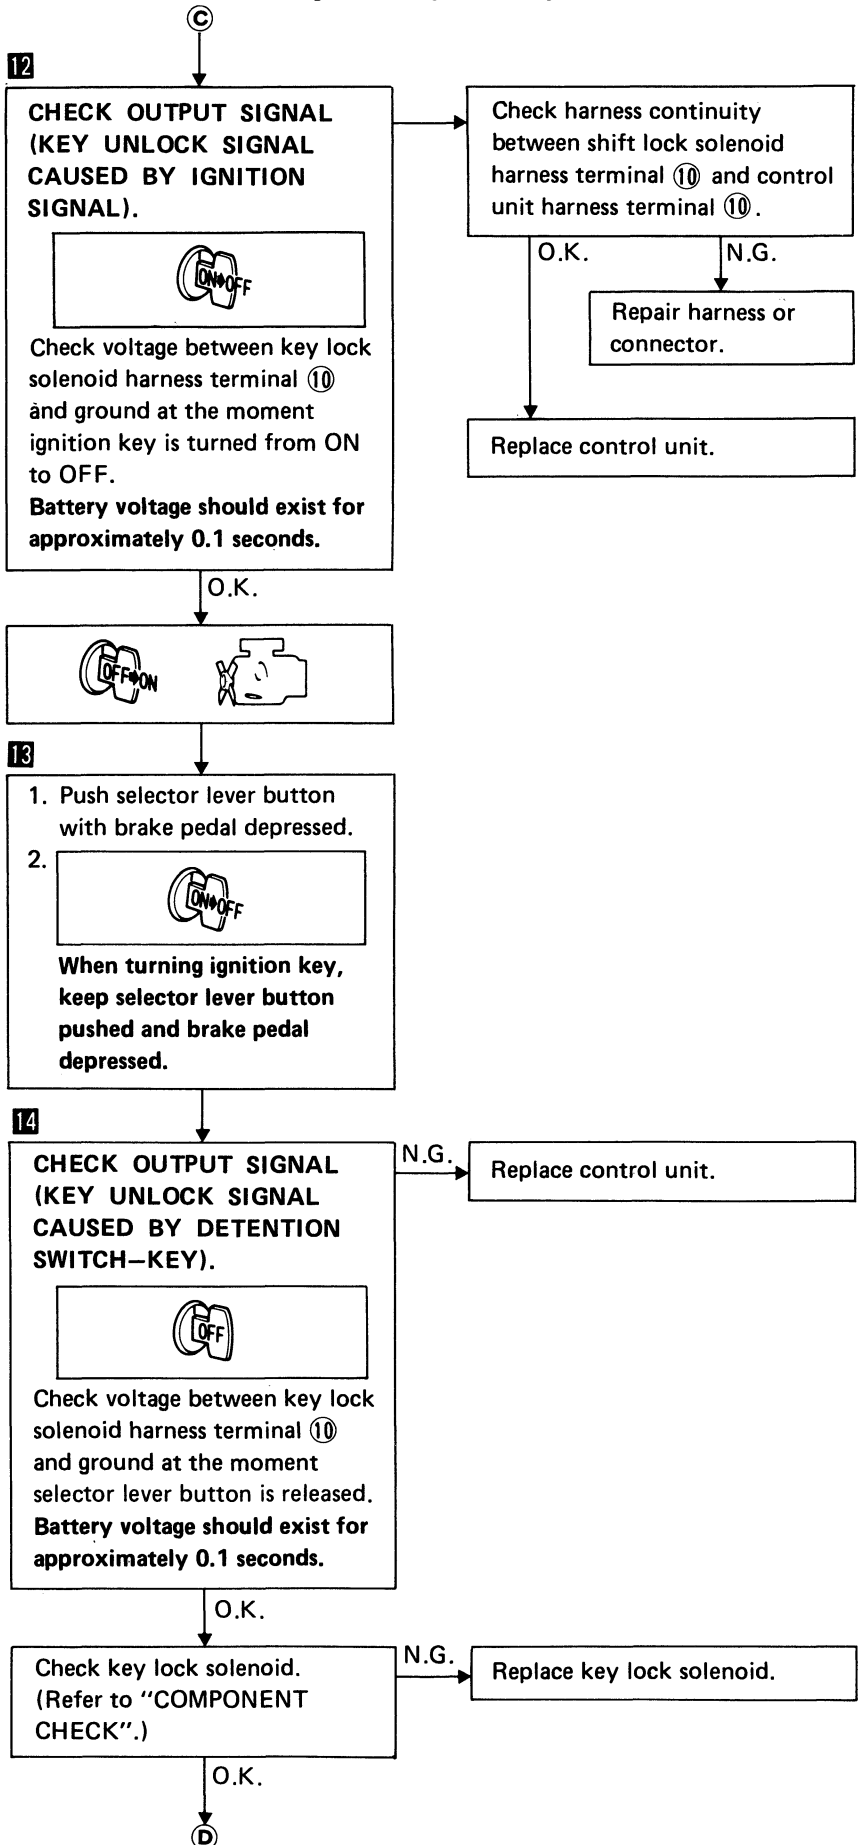 Ⓒ
12
CHECK OUTPUT SIGNAL
(KEY UNLOCK SIGNAL
CAUSED BY IGNITION
SIGNAL).
ON➡OFF
Check voltage between key lock
solenoid harness terminal ⑩
and ground at the moment
ignition key is turned from ON
to OFF.
Battery voltage should exist for
approximately 0.1 seconds.
Check harness continuity
between shift lock solenoid
harness terminal ⑩ and control
unit harness terminal ⑩.
O.K.
N.G.
Repair harness or
connector.
Replace control unit.
O.K.
OFF➡ON
13
1. Push selector lever button
with brake pedal depressed.
2.
ON➡OFF
When turning ignition key,
keep selector lever button
pushed and brake pedal
depressed.
14
CHECK OUTPUT SIGNAL
(KEY UNLOCK SIGNAL
CAUSED BY DETENTION
SWITCH—KEY).
OFF
Check voltage between key lock
solenoid harness terminal ⑩
and ground at the moment
selector lever button is released.
Battery voltage should exist for
approximately 0.1 seconds.
N.G.
Replace control unit.
O.K.
Check key lock solenoid.
(Refer to "COMPONENT
CHECK".)
N.G.
Replace key lock solenoid.
O.K.
Ⓓ